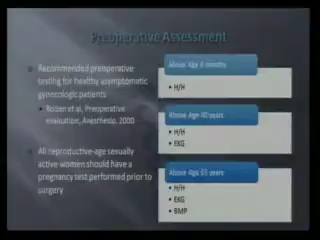 Preoperative Assessment
Recommended preoperative
testing for healthy asymptomatic
gynecologic patients
Roizen et al, Preoperative
evaluation, Anesthesia, 2000
All reproductive-age sexually
active women should have a
pregnancy test performed prior to
surgery
Above Age 6 months
H/H
Above Age 40 years
H/H
EKG
Above Age 65 years
H/H
EKG
BMP